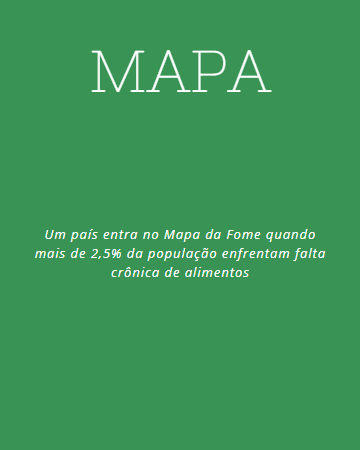 MAPA
Um país entra no Mapa da Fome quando
mais de 2,5% da população enfrentam falta
crônica de alimentos